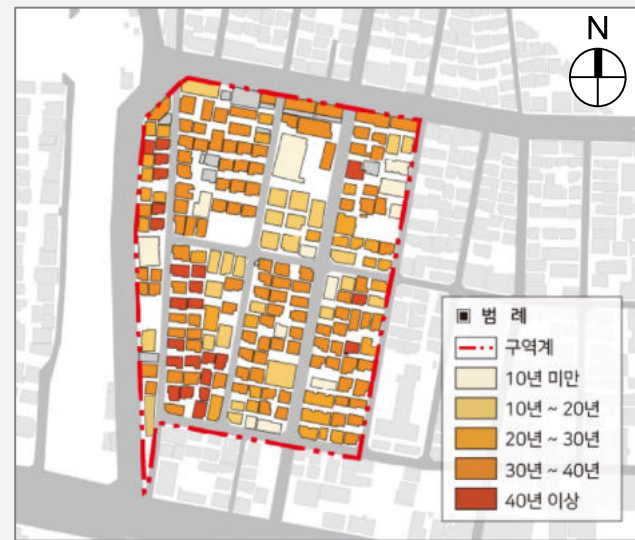 N
▣ 범 례
구역계
10년 미만
10년 ~ 20년
20년 ~ 30년
30년 ~ 40년
40년 이상